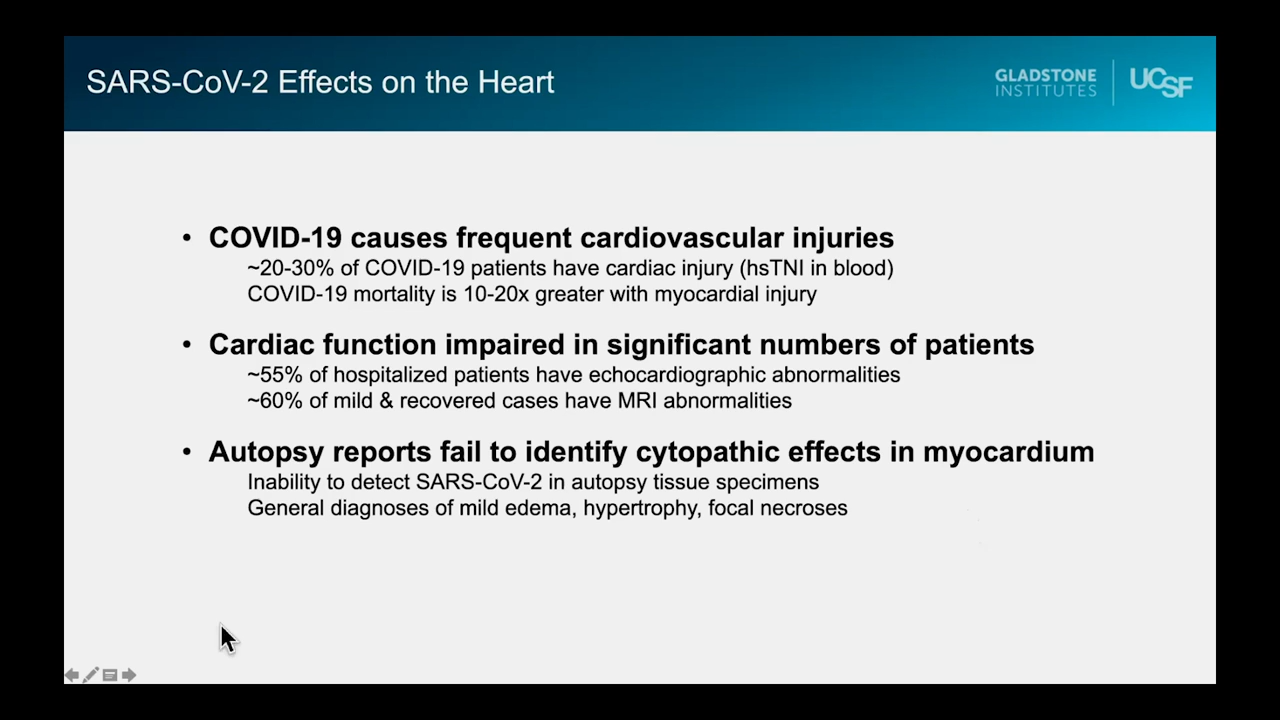 SARS-CoV-2 Effects on the Heart
GLADSTONE
INSTITUTES
UCSF
• COVID-19 causes frequent cardiovascular injuries
~20-30% of COVID-19 patients have cardiac injury (hsTNI in blood)
COVID-19 mortality is 10-20x greater with myocardial injury
• Cardiac function impaired in significant numbers of patients
~55% of hospitalized patients have echocardiographic abnormalities
~60% of mild & recovered cases have MRI abnormalities
• Autopsy reports fail to identify cytopathic effects in myocardium
Inability to detect SARS-CoV-2 in autopsy tissue specimens
General diagnoses of mild edema, hypertrophy, focal necroses